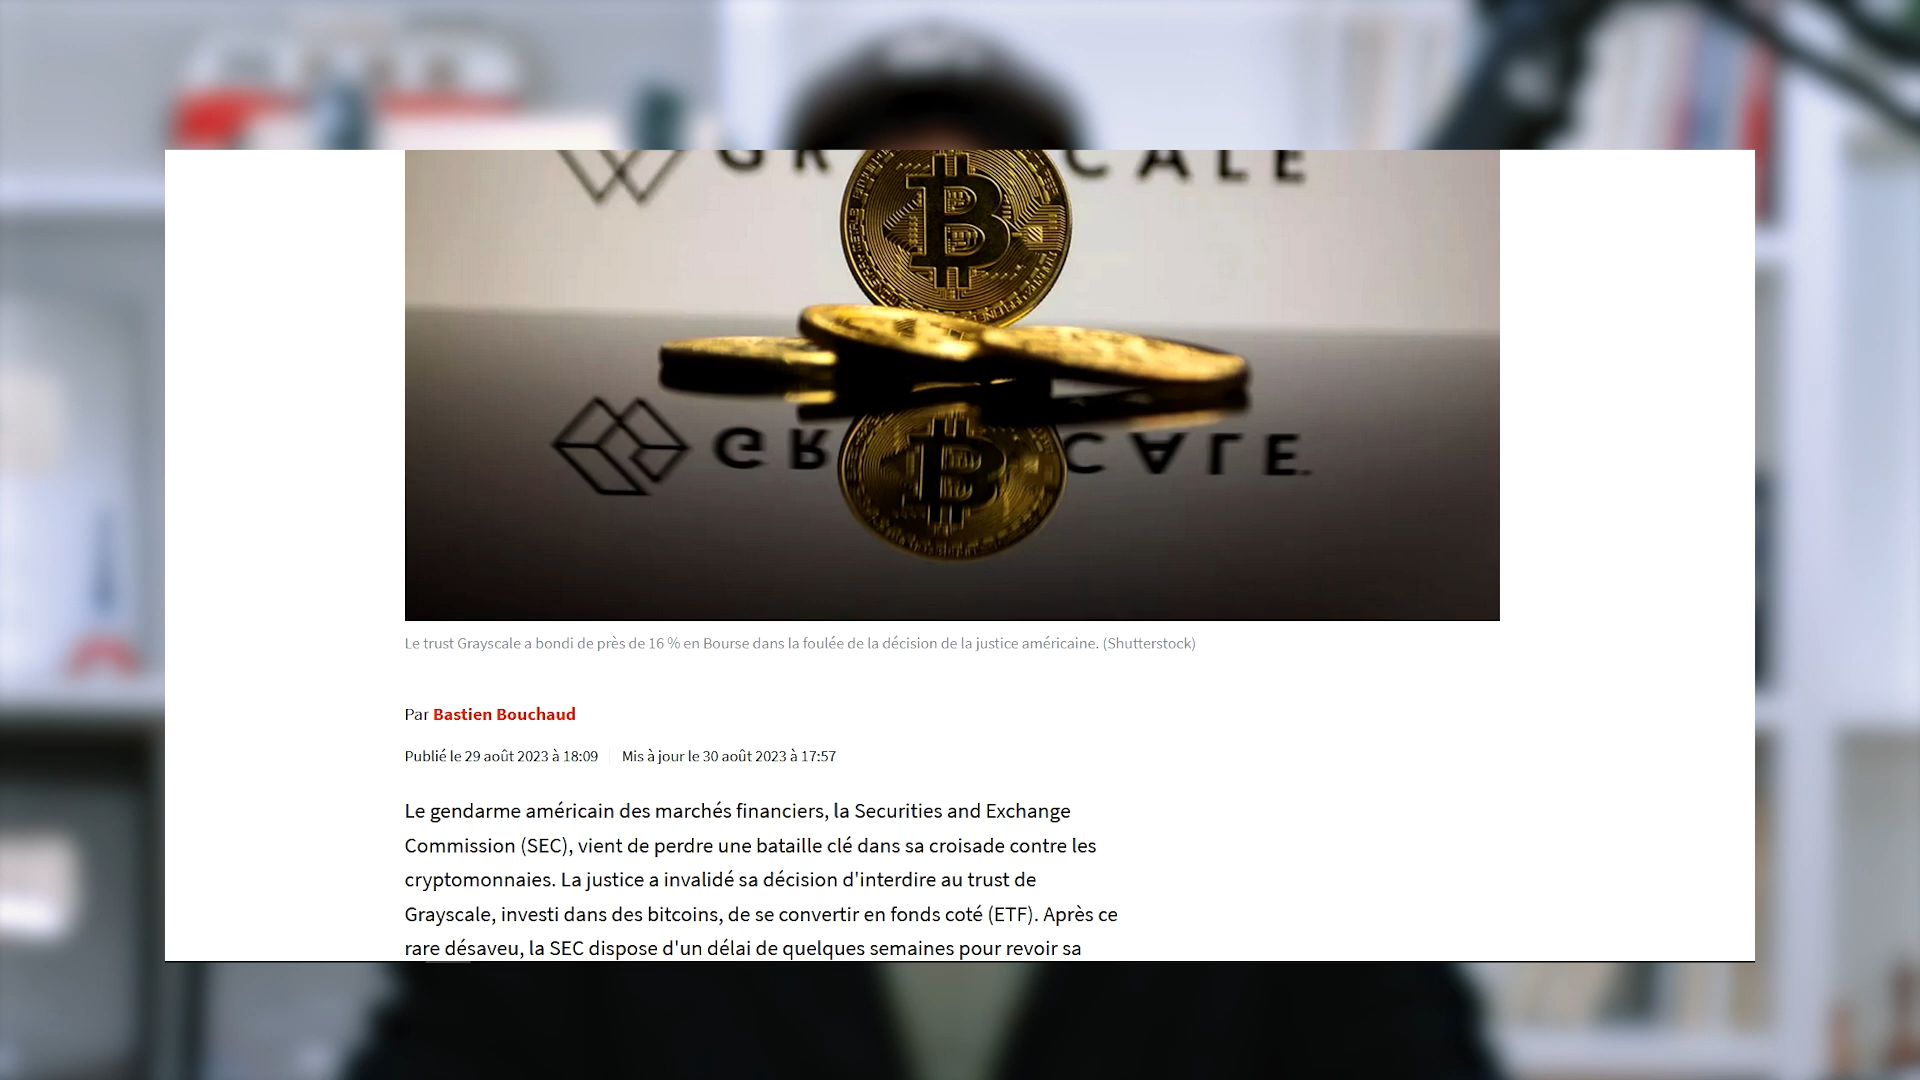 GR CALE
GR CALE.
Le trust Grayscale a bondi de près de 16 % en Bourse dans la foulée de la décision de la justice américaine. (Shutterstock)
Par Bastien Bouchaud
Publié le 29 août 2023 à 18:09 Mis à jour le 30 août 2023 à 17:57
Le gendarme américain des marchés financiers, la Securities and Exchange
Commission (SEC), vient de perdre une bataille clé dans sa croisade contre les
cryptomonnaies. La justice a invalidé sa décision d'interdire au trust de
Grayscale, investi dans des bitcoins, de se convertir en fonds coté (ETF). Après ce
rare désaveu, la SEC dispose d'un délai de quelques semaines pour revoir sa